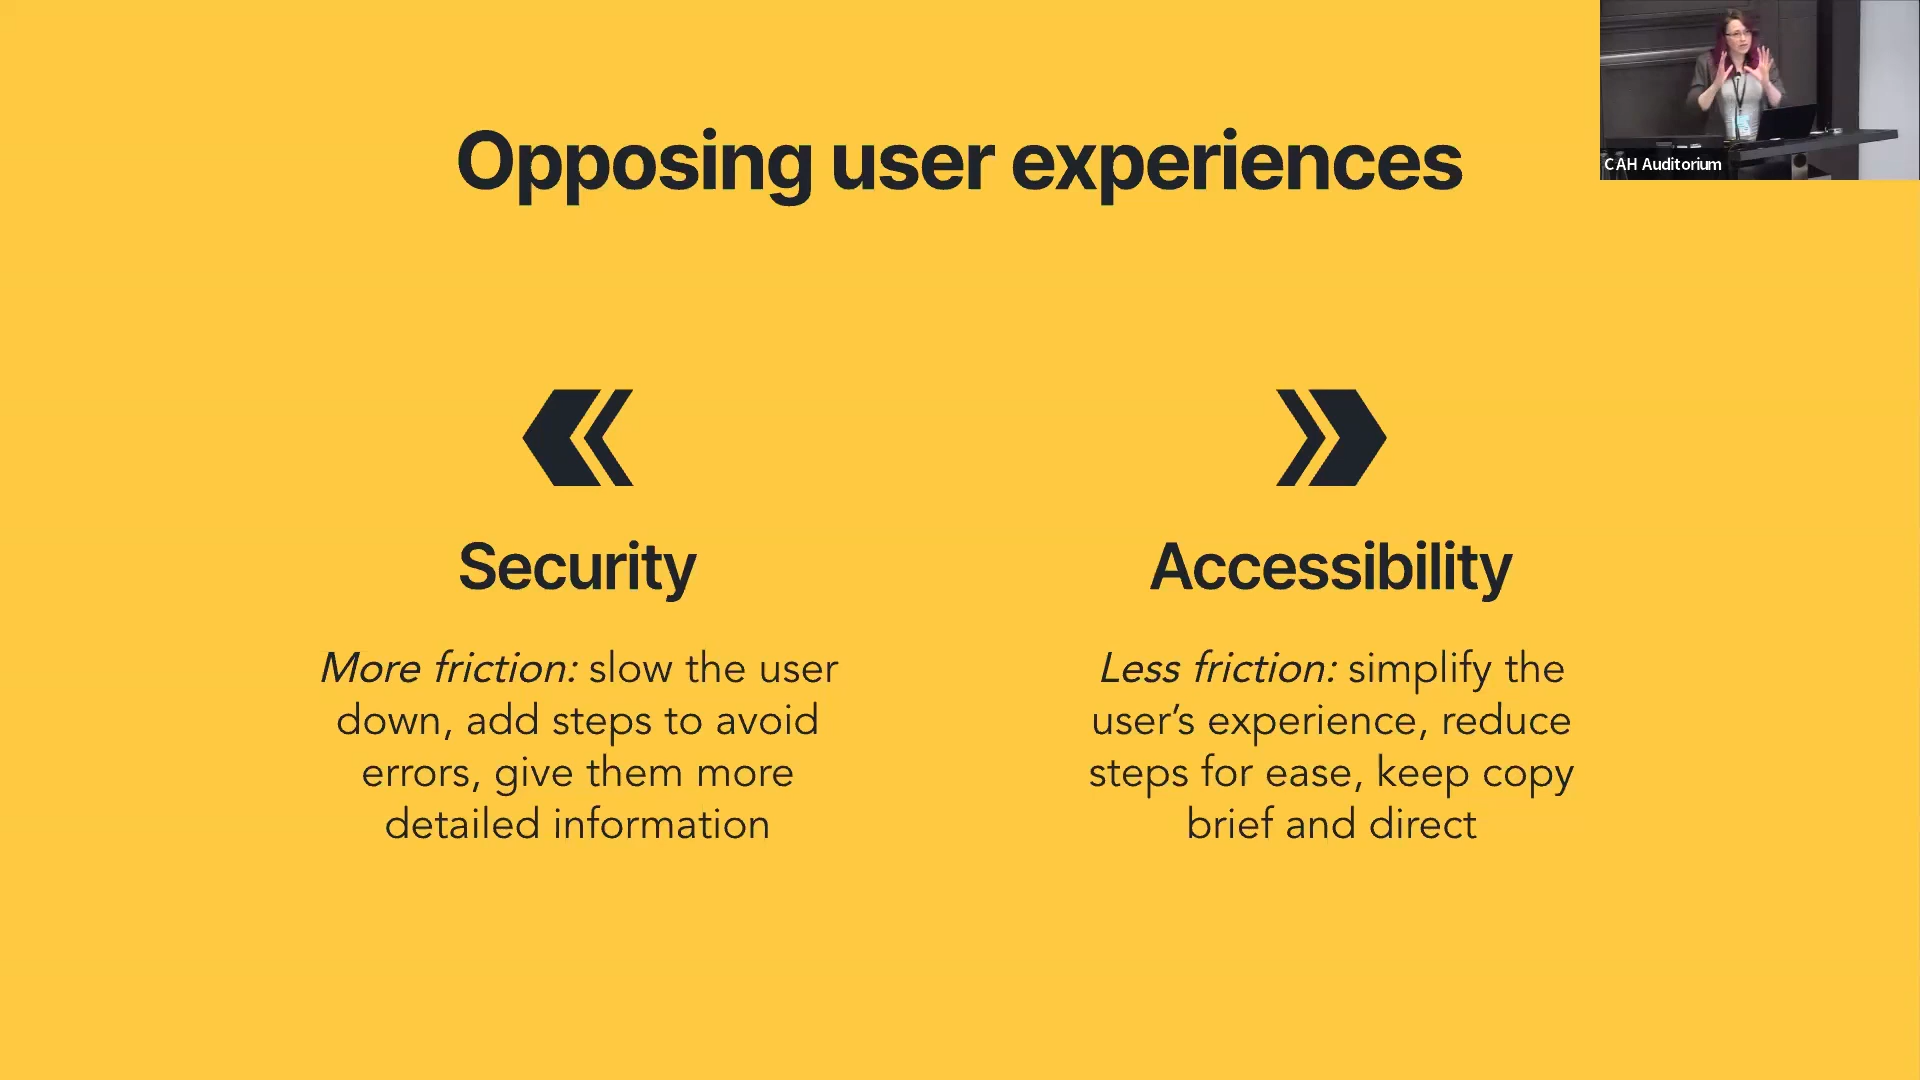 Opposing user experiences
CAH Auditorium
Security
More friction: slow the user
down, add steps to avoid
errors, give them more
detailed information
Accessibility
Less friction: simplify the
user’s experience, reduce
steps for ease, keep copy
brief and direct